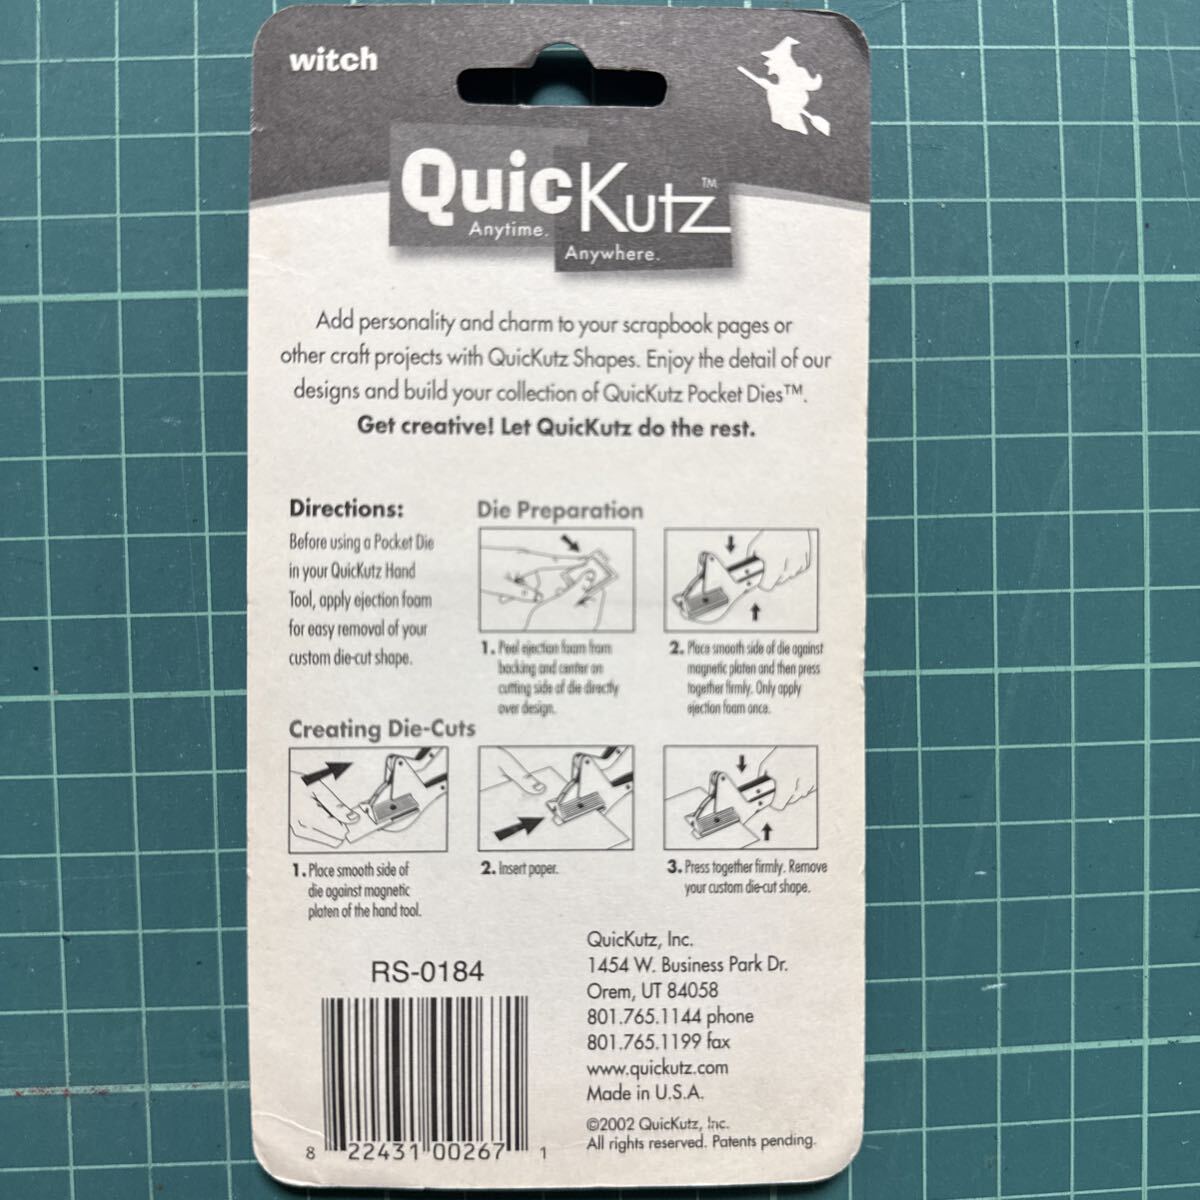 witch
QuicKutz™
Anytime.
Anywhere.
Add personality and charm to your scrapbook pages or
other craft projects with QuicKutz Shapes. Enjoy the detail of our
designs and build your collection of QuicKutz Pocket Dies™.
Get creative! Let QuicKutz do the rest.
Directions:
Before using a Pocket Die
in your QuicKutz Hand
Tool, apply ejection foam
for easy removal of your
custom die-cut shape.
Die Preparation
1. Peel ejection foam from
backing and center on
cutting side of die directly
over design.
2. Place smooth side of die against
magnetic platen and then press
together firmly. Only apply
ejection foam once.
Creating Die-Cuts
1. Place smooth side of
die against magnetic
platen of the hand tool.
2. Insert paper.
3. Press together firmly. Remove
your custom die-cut shape.
RS-0184
8 22431 00267 1
QuicKutz, Inc.
1454 W. Business Park Dr.
Orem, UT 84058
801.765.1144 phone
801.765.1199 fax
www.quickutz.com
Made in U.S.A.
©2002 QuicKutz, Inc.
All rights reserved. Patents pending.